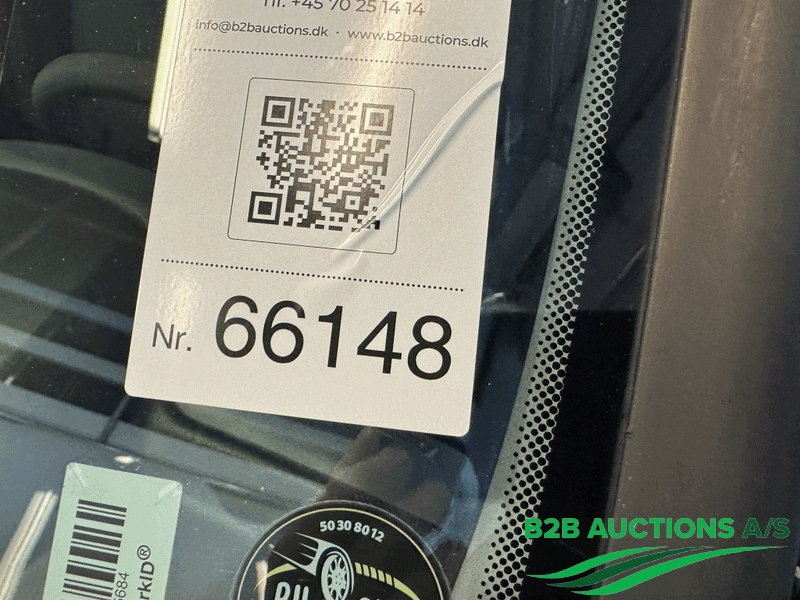 Tlf. +45 70 25 14 14
info@b2bauctions.dk · www.b2bauctions.dk
Nr. 66148
50 30 80 12
B2B AUCTIONS A/S